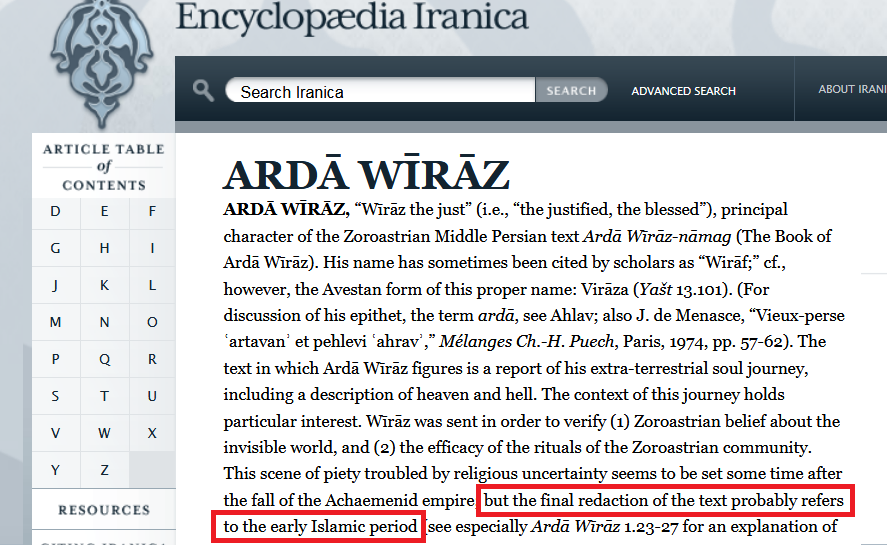 Encyclopædia Iranica
Search Iranica
SEARCH
ADVANCED SEARCH
ABOUT IRANI
ARTICLE TABLE
of
CONTENTS
D E F
G H I
J K L
M N O
P Q R
S T U
V W X
Y Z
RESOURCES
CITING IRANICA
ARDĀ WĪRĀZ
ARDĀ WĪRĀZ, “Wīrāz the just” (i.e., “the justified, the blessed”), principal
character of the Zoroastrian Middle Persian text Ardā Wīrāz-nāmag (The Book of
Ardā Wīrāz). His name has sometimes been cited by scholars as “Wirāf;” cf.,
however, the Avestan form of this proper name: Virāza (Yašt 13.101). (For
discussion of his epithet, the term ardā, see Ahlav; also J. de Menasce, “Vieux-perse
ʿartavanʾ et pehlevi ʿahravʾ,” Mélanges Ch.-H. Puech, Paris, 1974, pp. 57-62). The
text in which Ardā Wīrāz figures is a report of his extra-terrestrial soul journey,
including a description of heaven and hell. The context of this journey holds
particular interest. Wīrāz was sent in order to verify (1) Zoroastrian belief about the
invisible world, and (2) the efficacy of the rituals of the Zoroastrian community.
This scene of piety troubled by religious uncertainty seems to be set some time after
the fall of the Achaemenid empire but the final redaction of the text probably refers
to the early Islamic period (see especially Ardā Wīrāz 1.23-27 for an explanation of